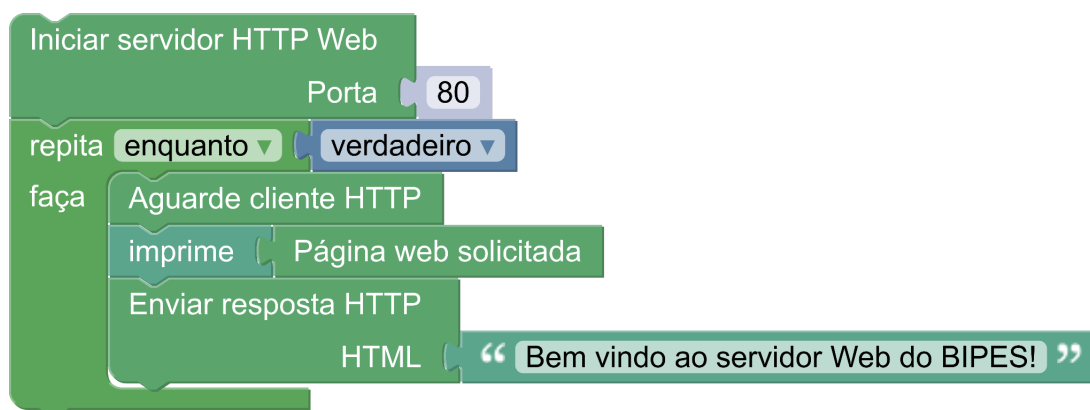 Iniciar servidor HTTP Web
Porta 80
repita enquanto ▾ verdadeiro ▾
faça Aguarde cliente HTTP
imprime Página web solicitada
Enviar resposta HTTP
HTML “ Bem vindo ao servidor Web do BIPES! ”